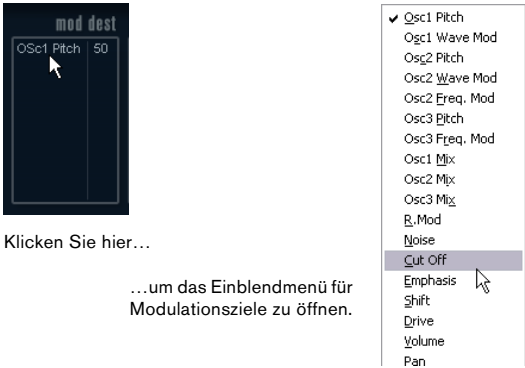 mod dest
OSc1 Pitch 50
Klicken Sie hier…
…um das Einblendmenü für
Modulationsziele zu öffnen.
Osc1 Pitch
Osc1 Wave Mod
Osc2 Pitch
Osc2 Wave Mod
Osc2 Freq. Mod
Osc3 Pitch
Osc3 Freq. Mod
Osc1 Mix
Osc2 Mix
Osc3 Mix
R.Mod
Noise
Cut Off
Emphasis
Shift
Drive
Volume
Pan